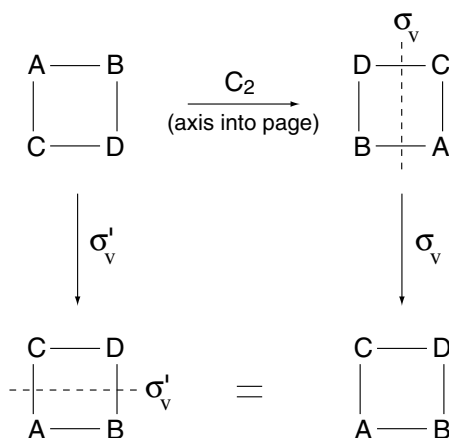 σv
A B D C
C2
(axis into page)
C D B A
σ'v σv
C D C D
σ'v =
A B A B